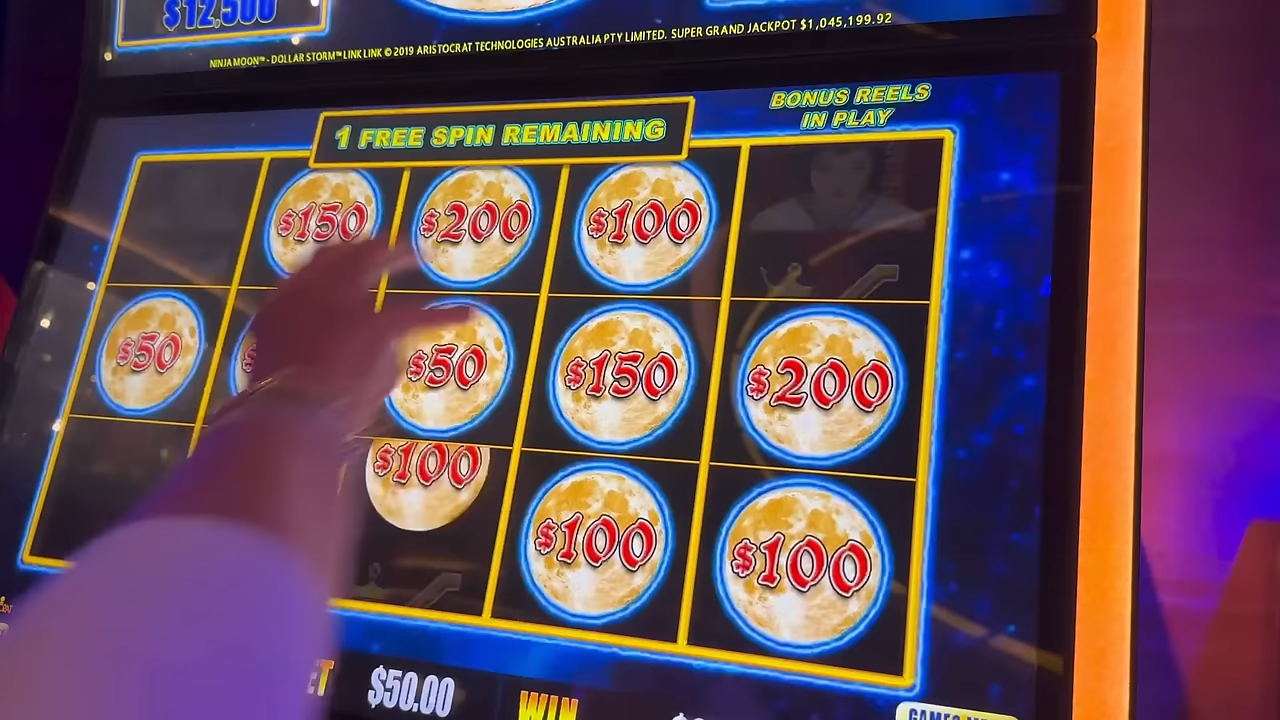 $12,500
NINJA MOON™ - DOLLAR STORM™ LINK LINK © 2019 ARISTOCRAT TECHNOLOGIES AUSTRALIA PTY LIMITED. SUPER GRAND JACKPOT $1,045,199.92
BONUS REELS
IN PLAY
1 FREE SPIN REMAINING
$150 $200 $100
$50 $50 $150 $200
$100 $100 $100
$50.00
WIN